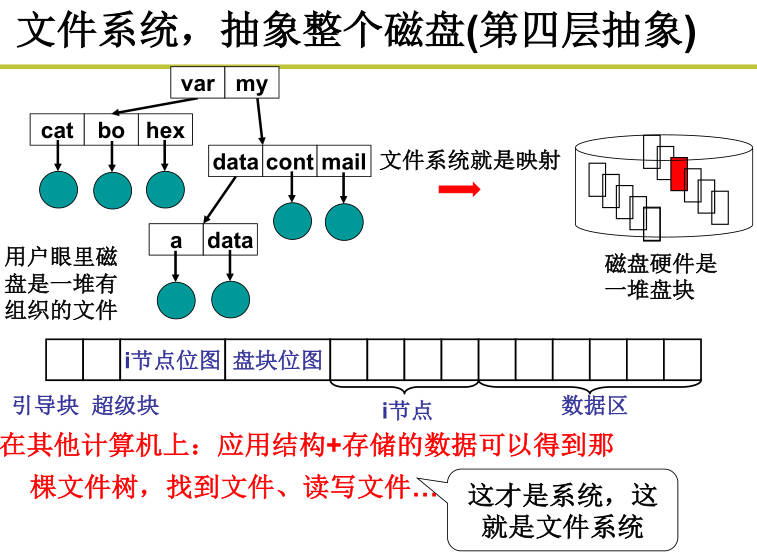 文件系统，抽象整个磁盘(第四层抽象)
var my
cat bo hex
data cont mail
文件系统就是映射
a data
用户眼里磁
盘是一堆有
组织的文件
磁盘硬件是
一堆盘块
i节点位图 盘块位图
引导块 超级块
i节点
数据区
在其他计算机上：应用结构+存储的数据可以得到那
棵文件树，找到文件、读写文件…
这才是系统，这
就是文件系统